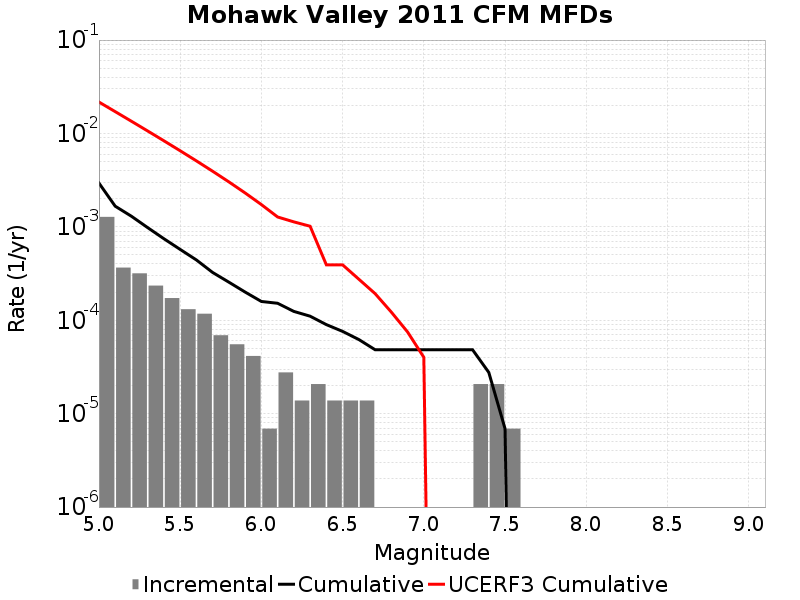 Mohawk Valley 2011 CFM MFDs
10^-1
10^-2
10^-3
10^-4
10^-5
10^-6
Rate (1/yr)
5.0 5.5 6.0 6.5 7.0 7.5 8.0 8.5 9.0
Magnitude
Incremental Cumulative UCERF3 Cumulative